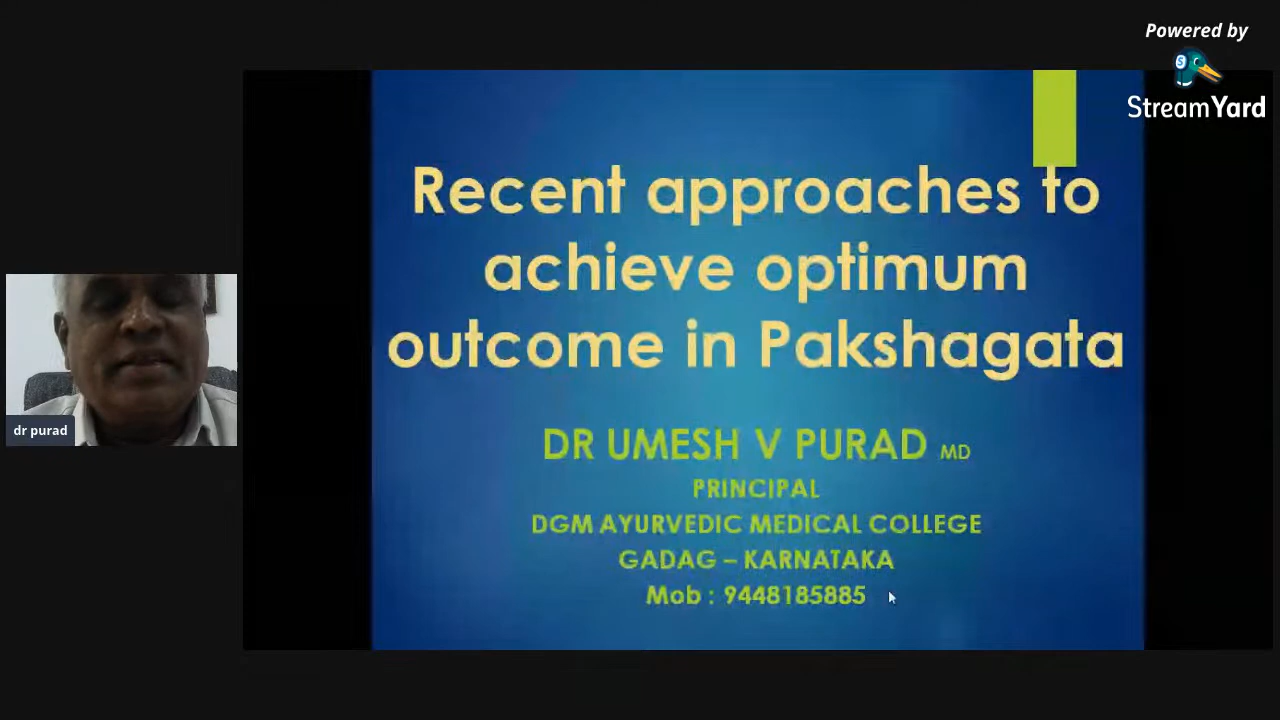 Powered by
StreamYard
Recent approaches to
achieve optimum
outcome in Pakshagata
DR UMESH V PURAD MD
PRINCIPAL
DGM AYURVEDIC MEDICAL COLLEGE
GADAG – KARNATAKA
Mob : 9448185885
dr purad